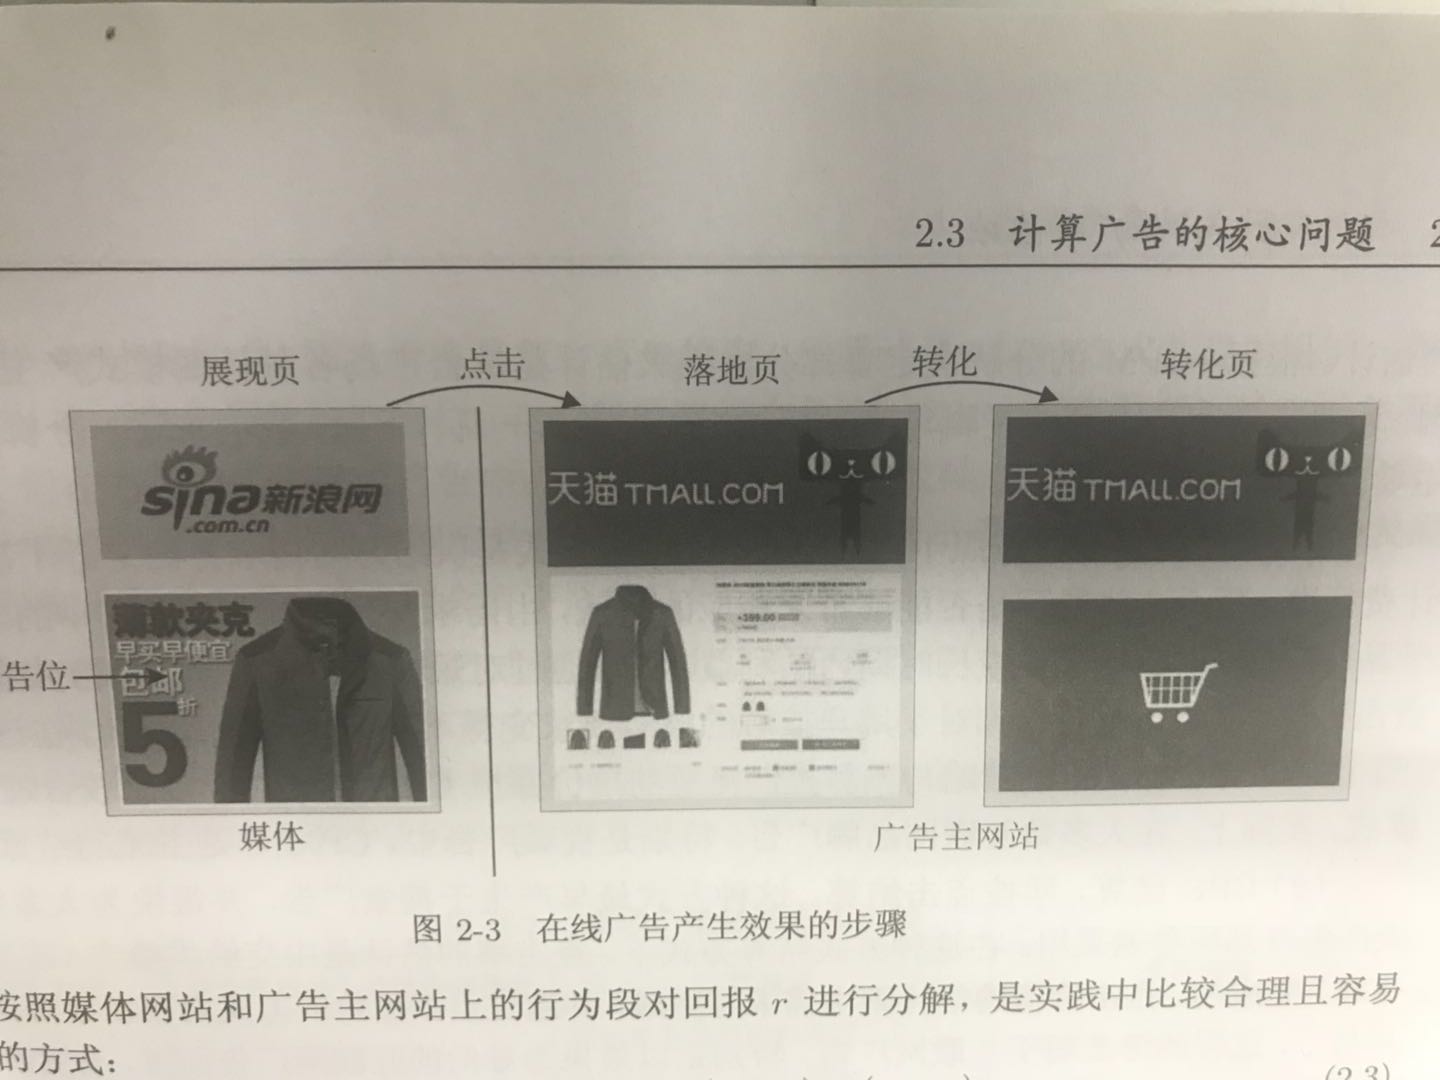 2.3 计算广告的核心问题 2
展现页 点击 落地页 转化 转化页
sina新浪网
.com.cn
天猫 TMALL.COM
天猫 TMALL.COM
薄款夹克
早买早便宜
告位
包邮
5折
399.00
媒体
广告主网站
图 2-3 在线广告产生效果的步骤
按照媒体网站和广告主网站上的行为段对回报 r 进行分解，是实践中比较合理且容易
的方式：
(2.3)